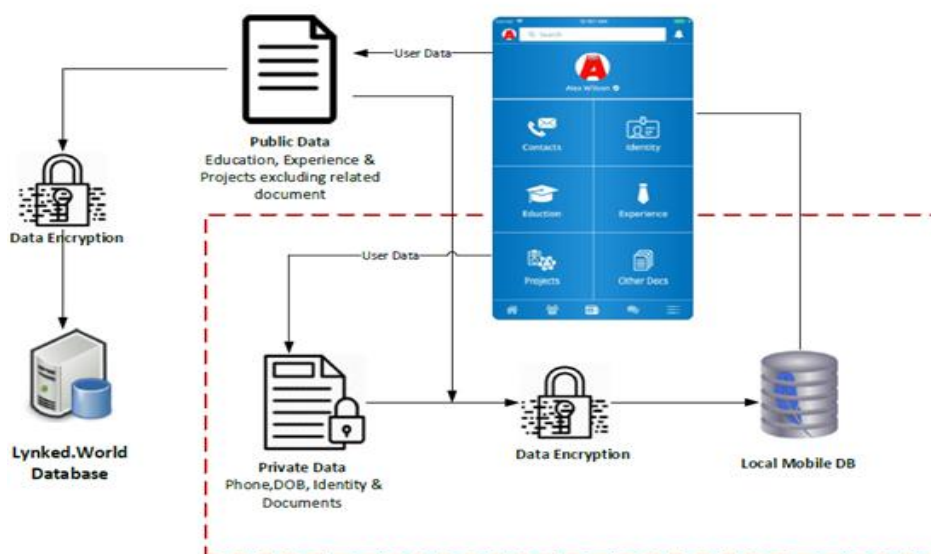 Search
User Data
Alex Wilson
Public Data
Education, Experience &
Projects excluding related
document
Contacts
Identity
Data Encryption
Eduction
Experience
User Data
Projects
Other Docs
Lynked.World
Database
Private Data
Phone,DOB, Identity &
Documents
Data Encryption
Local Mobile DB